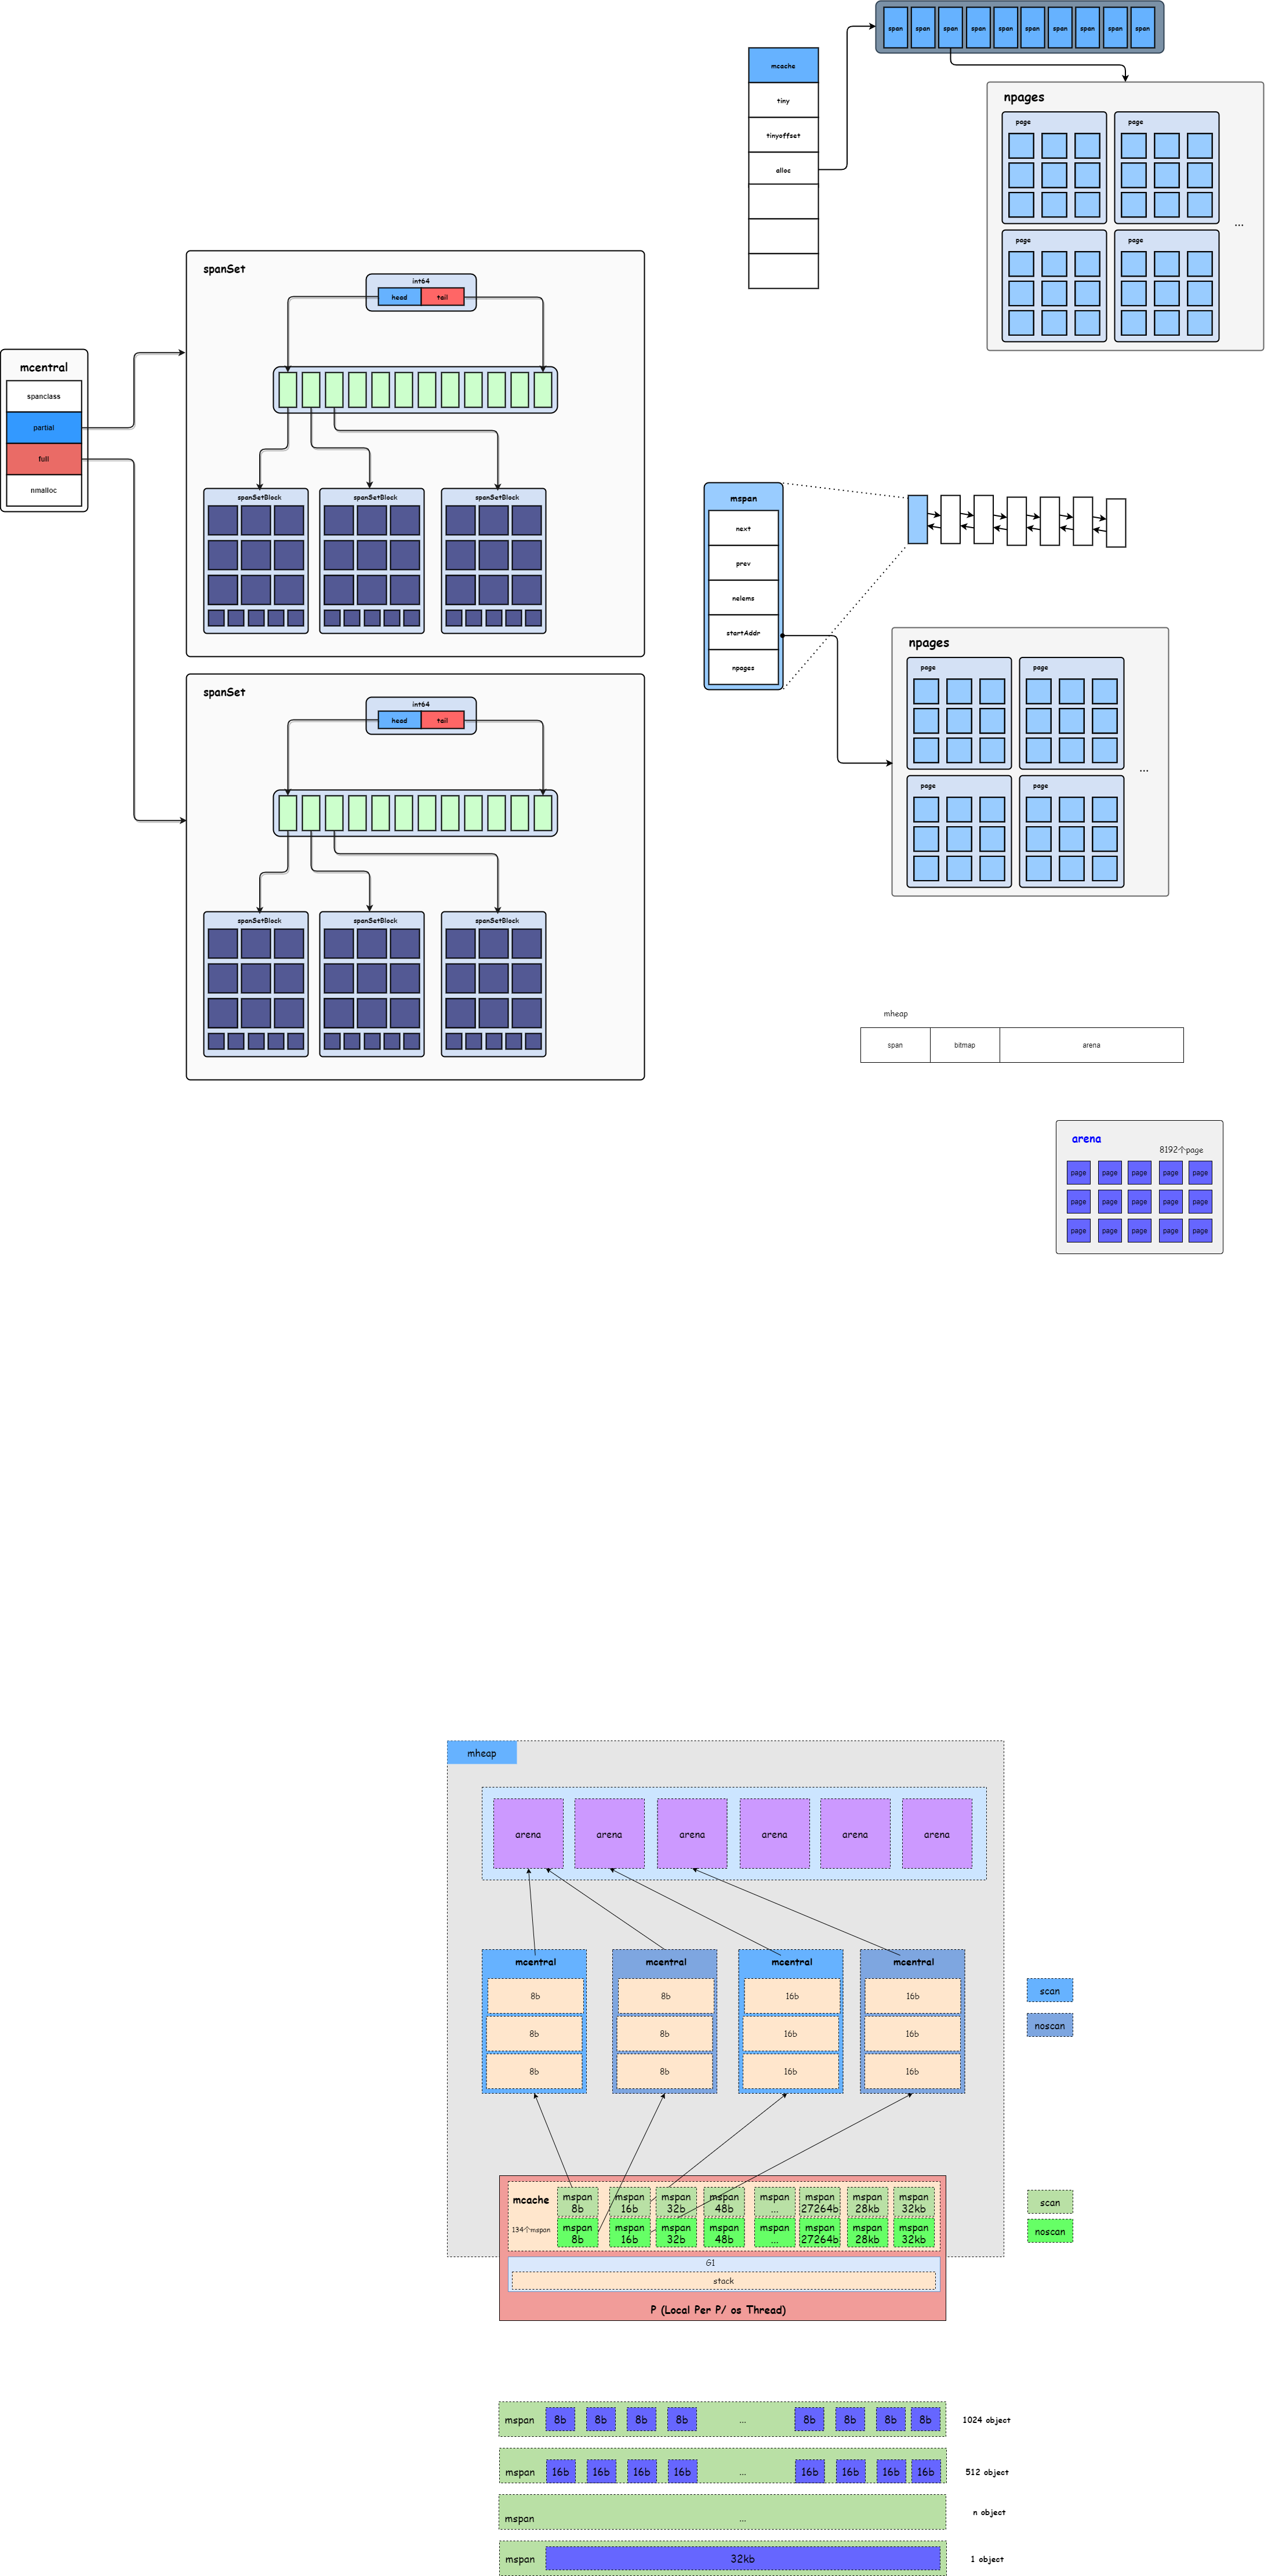 span span span span span span span span span span
mcache
tiny
tinyoffset
alloc
npages
page page
...
page page
spanSet
int64
head tail
spanSetBlock spanSetBlock spanSetBlock
mcentral
spanclass
partial
full
nmalloc
mspan
next
prev
nelems
startAddr
npages
npages
page page
...
page page
spanSet
int64
head tail
spanSetBlock spanSetBlock spanSetBlock
mheap
span bitmap arena
arena
8192个page
page page page page page
page page page page page
page page page page page
mheap
arena arena arena arena arena arena
mcentral mcentral mcentral mcentral
8b 8b 16b 16b
8b 8b 16b 16b
8b 8b 16b 16b
scan
noscan
mcache
134个mspan
mspan mspan mspan mspan mspan mspan mspan mspan
8b 16b 32b 48b ... 27264b 28kb 32kb
mspan mspan mspan mspan mspan mspan mspan mspan
8b 16b 32b 48b ... 27264b 28kb 32kb
scan
noscan
G1
stack
P (Local Per P/ os Thread)
mspan 8b 8b 8b 8b ... 8b 8b 8b 8b 1024 object
mspan 16b 16b 16b 16b ... 16b 16b 16b 16b 512 object
mspan ... n object
mspan 32kb 1 object